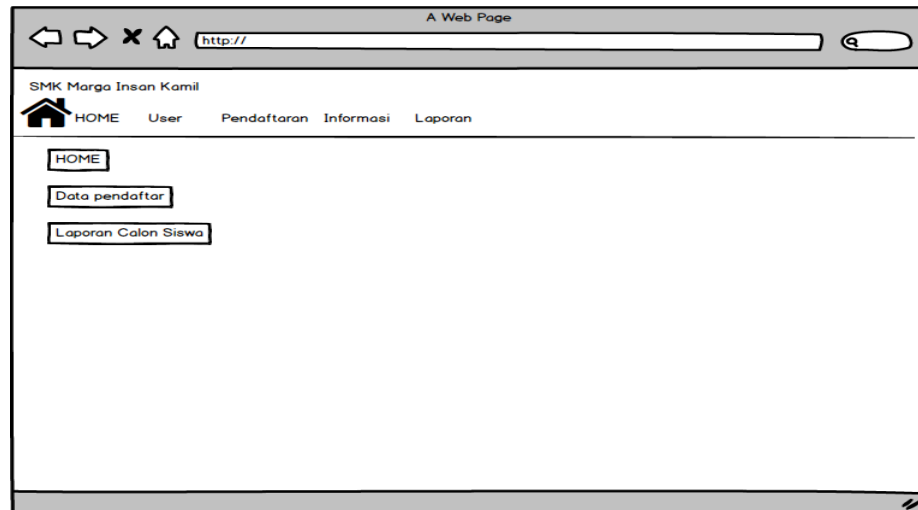 A Web Page
http://
SMK Marga Insan Kamil
HOME User Pendaftaran Informasi Laporan
HOME
Data pendaftar
Laporan Calon Siswa